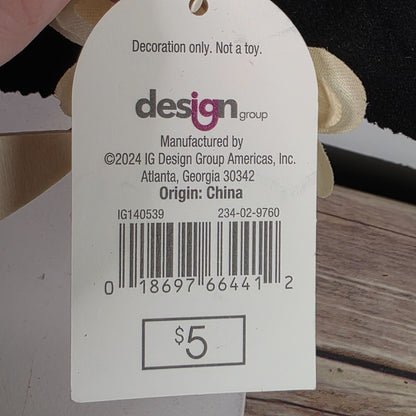 Decoration only. Not a toy.
design group
Manufactured by
©2024 IG Design Group Americas, Inc.
Atlanta, Georgia 30342
Origin: China
IG140539 234-02-9760
0 18697 66441 2
$5